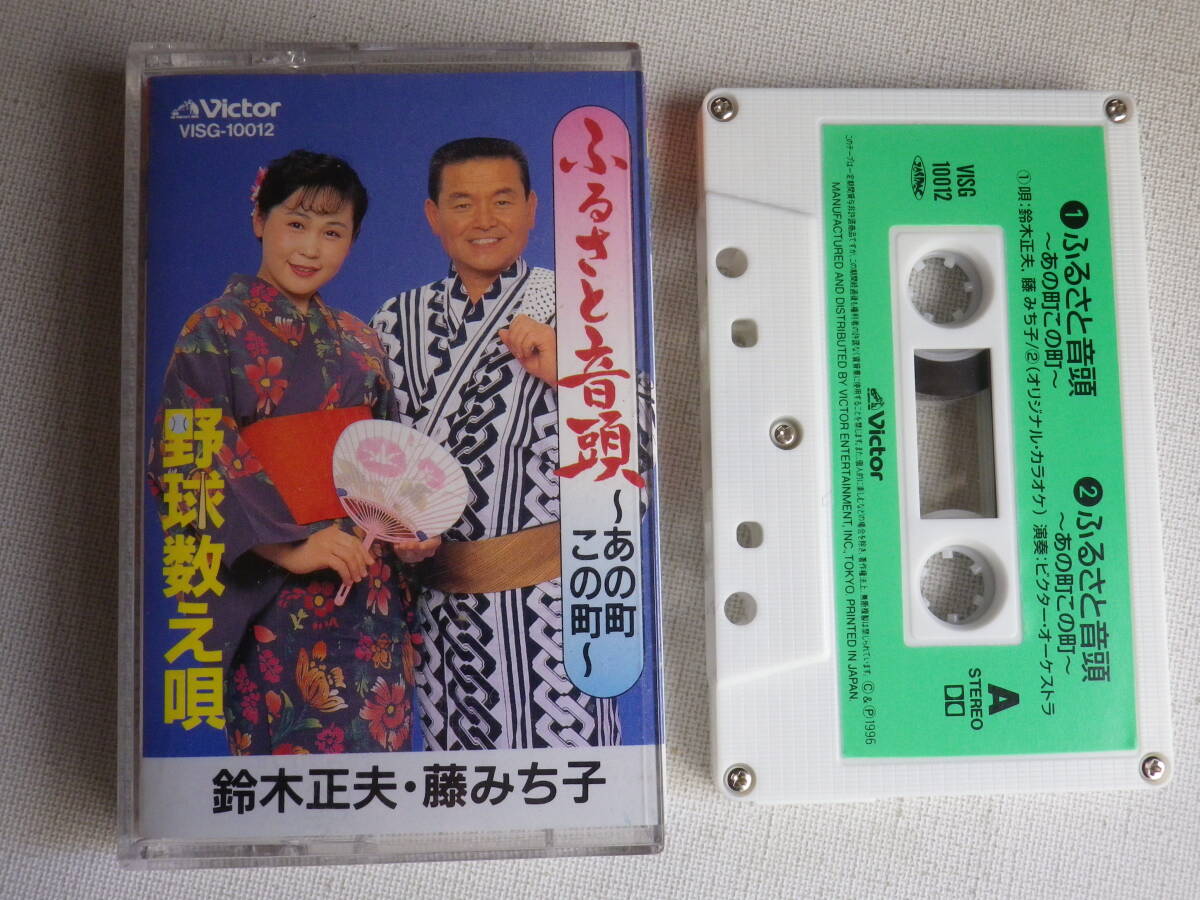 Victor
VISG-10012
ふるさと音頭
～あの町
この町～
野球数え唄
鈴木正夫・藤みち子
VISG
10012
❶ふるさと音頭
～あの町この町～
❷ふるさと音頭
～あの町この町～
①唄：鈴木正夫、藤 みち子/②(オリジナル・カラオケ) 演奏：ビクター・オーケストラ
Victor
A
STEREO
MANUFACTURED AND DISTRIBUTED BY VICTOR ENTERTAINMENT, INC., TOKYO. PRINTED IN JAPAN.
Ⓒ&Ⓟ1996